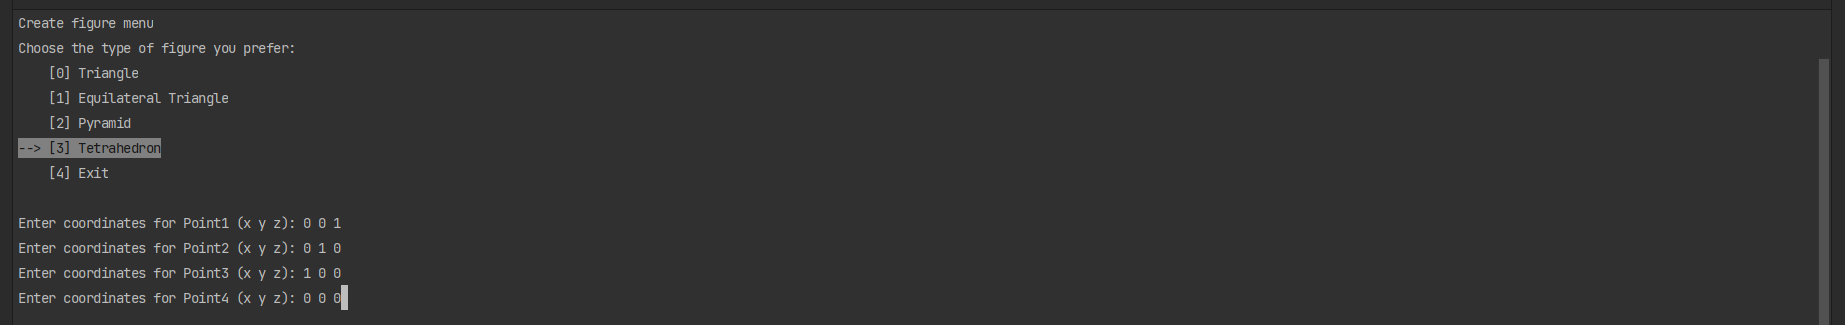 Create figure menu
Choose the type of figure you prefer:
[0] Triangle
[1] Equilateral Triangle
[2] Pyramid
--> [3] Tetrahedron
[4] Exit
Enter coordinates for Point1 (x y z): 0 0 1
Enter coordinates for Point2 (x y z): 0 1 0
Enter coordinates for Point3 (x y z): 1 0 0
Enter coordinates for Point4 (x y z): 0 0 0